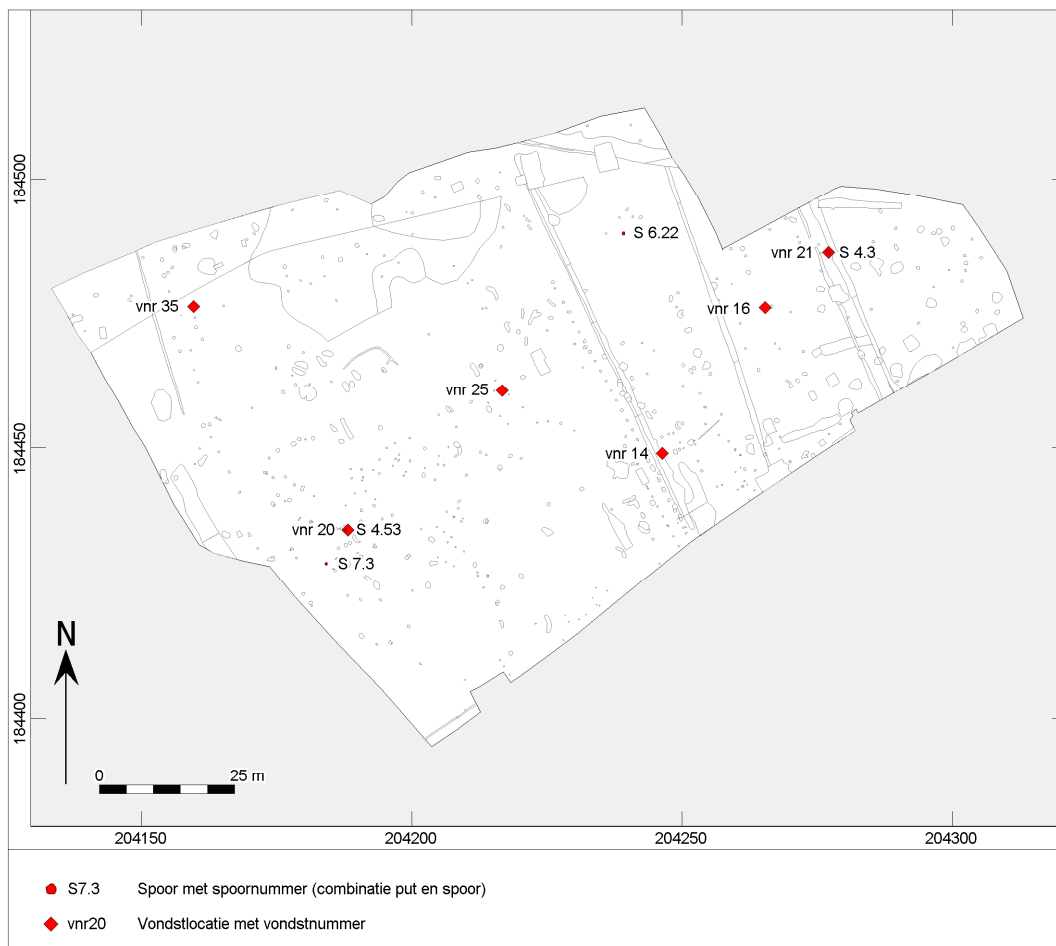 184500
S 6.22
vnr 21 S 4.3
vnr 35
vnr 16
vnr 25
184450
vnr 14
vnr 20 S 4.53
S 7.3
N
184400
0 25 m
204150 204200 204250 204300
S7.3 Spoor met spoornummer (combinatie put en spoor)
vnr20 Vondstlocatie met vondstnummer